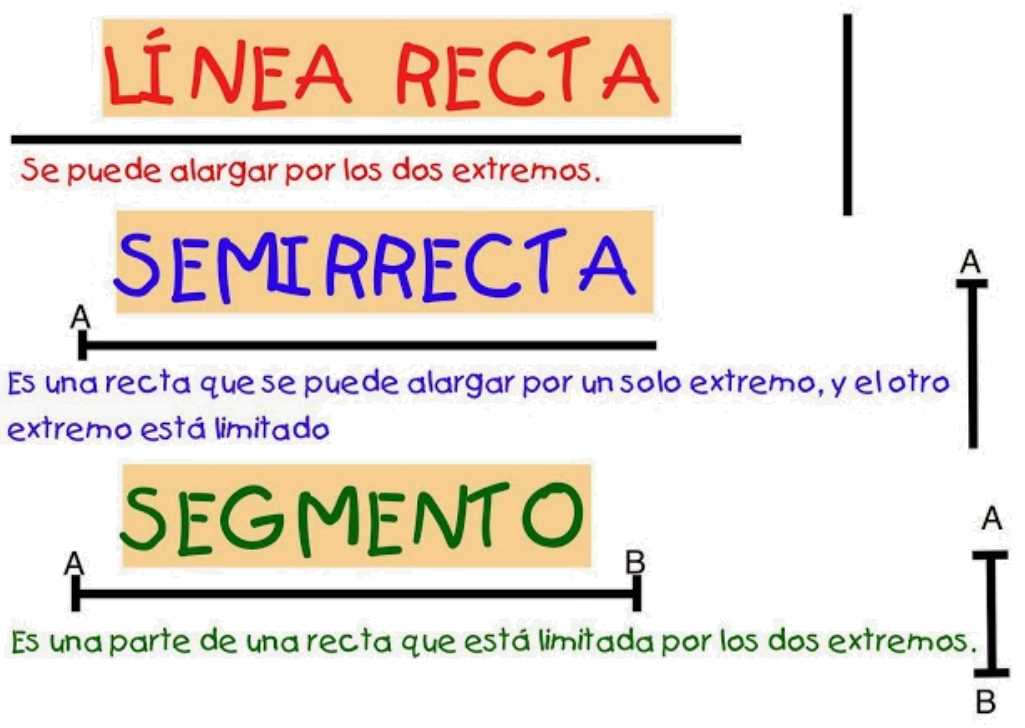 LÍNEA RECTA
Se puede alargar por los dos extremos.
SEMIRRECTA
A
A
Es una recta que se puede alargar por un solo extremo, y el otro
extremo está limitado
SEGMENTO
A
B
A
Es una parte de una recta que está limitada por los dos extremos.
B